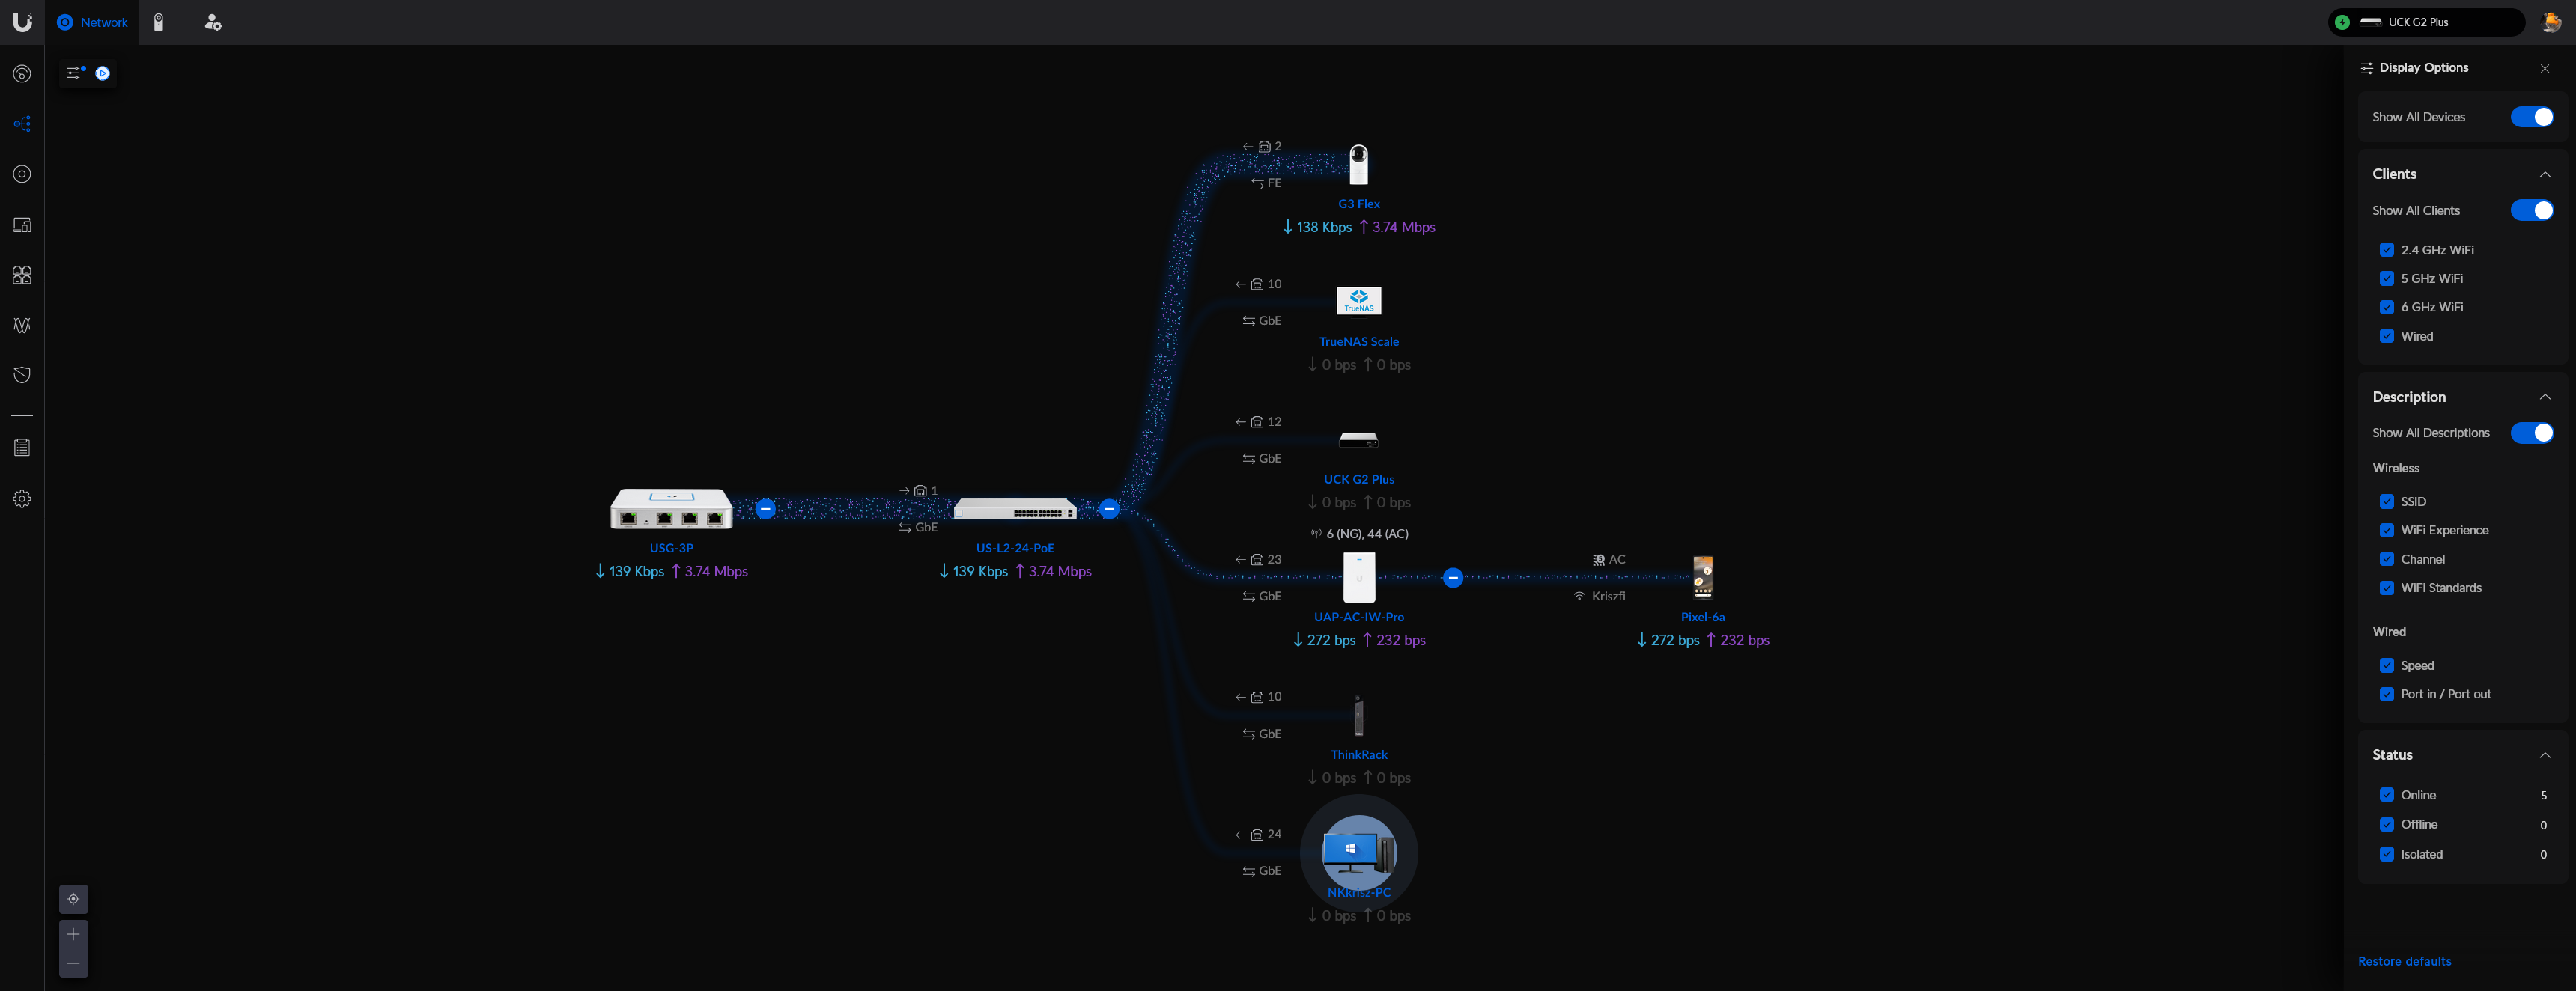 Network
UCK G2 Plus
Display Options
Show All Devices
Clients
Show All Clients
2.4 GHz WiFi
5 GHz WiFi
6 GHz WiFi
Wired
Description
Show All Descriptions
Wireless
SSID
WiFi Experience
Channel
WiFi Standards
Wired
Speed
Port in / Port out
Status
Online 5
Offline 0
Isolated 0
Restore defaults
← 2
FE
G3 Flex
↓ 138 Kbps ↑ 3.74 Mbps
← 10
GbE
TrueNAS
TrueNAS Scale
↓ 0 bps ↑ 0 bps
← 12
GbE
UCK G2 Plus
↓ 0 bps ↑ 0 bps
→ 1
GbE
USG-3P
↓ 139 Kbps ↑ 3.74 Mbps
US-L2-24-PoE
↓ 139 Kbps ↑ 3.74 Mbps
6 (NG), 44 (AC)
← 23
GbE
UAP-AC-IW-Pro
↓ 272 bps ↑ 232 bps
AC
Kriszfi
Pixel-6a
↓ 272 bps ↑ 232 bps
← 10
GbE
ThinkRack
↓ 0 bps ↑ 0 bps
← 24
GbE
NKkrisz-PC
↓ 0 bps ↑ 0 bps